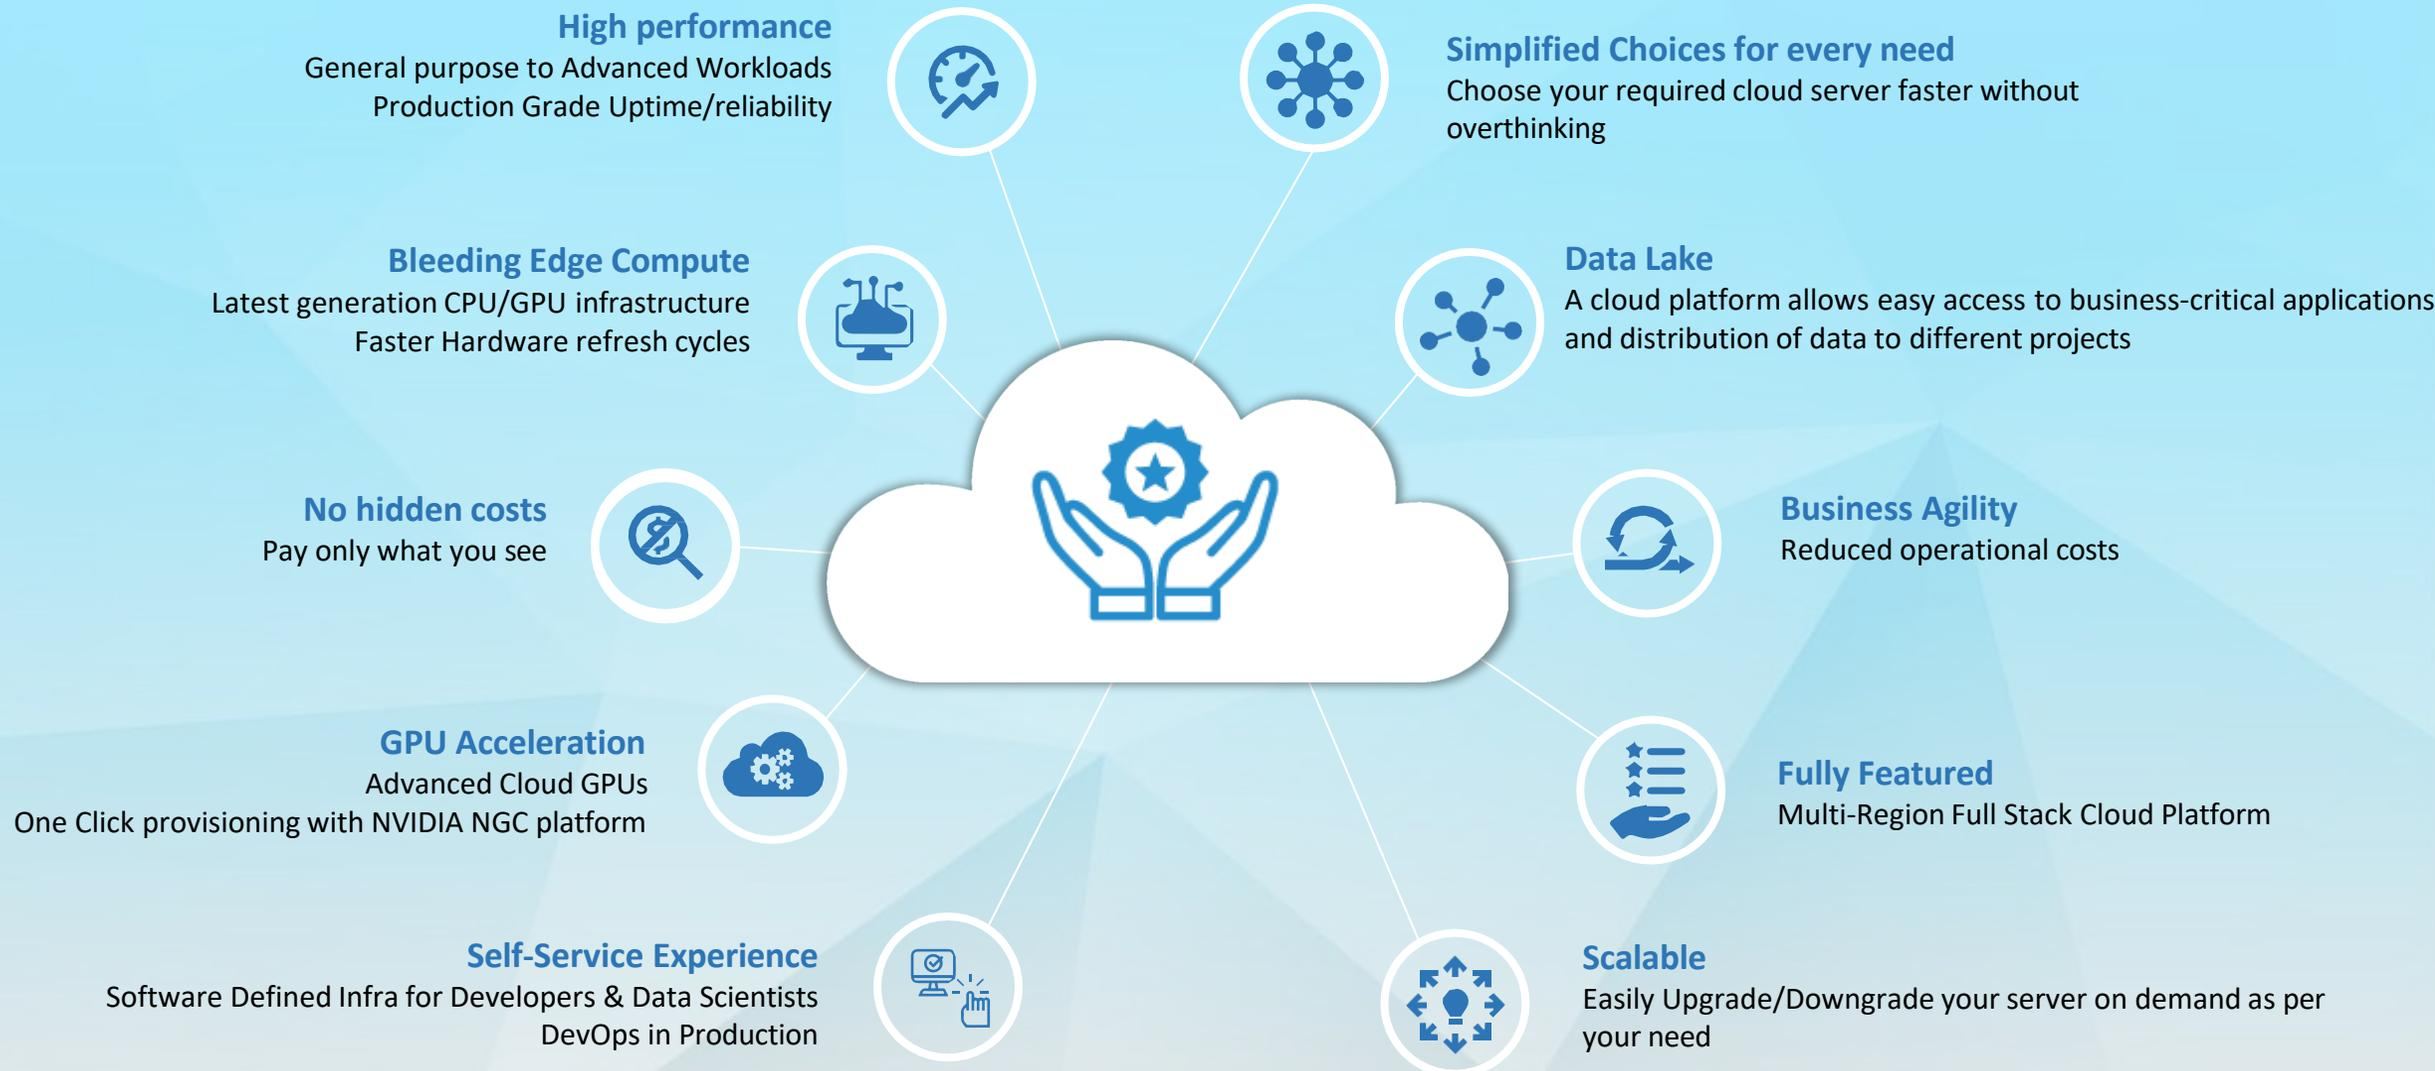 High performance
General purpose to Advanced Workloads
Production Grade Uptime/reliability
Simplified Choices for every need
Choose your required cloud server faster without
overthinking
Bleeding Edge Compute
Latest generation CPU/GPU infrastructure
Faster Hardware refresh cycles
Data Lake
A cloud platform allows easy access to business-critical applications
and distribution of data to different projects
No hidden costs
Pay only what you see
Business Agility
Reduced operational costs
GPU Acceleration
Advanced Cloud GPUs
One Click provisioning with NVIDIA NGC platform
Fully Featured
Multi-Region Full Stack Cloud Platform
Self-Service Experience
Software Defined Infra for Developers & Data Scientists
DevOps in Production
Scalable
Easily Upgrade/Downgrade your server on demand as per
your need